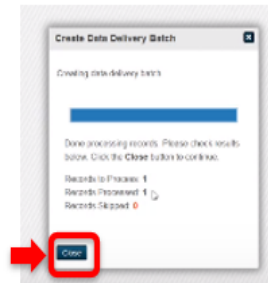 Create Data Delivery Batch
Creating data delivery batch
Done processing records. Please check results
below. Click the Close button to continue.
Records to Process: 1
Records Processed: 1
Records Skipped: 0
Close